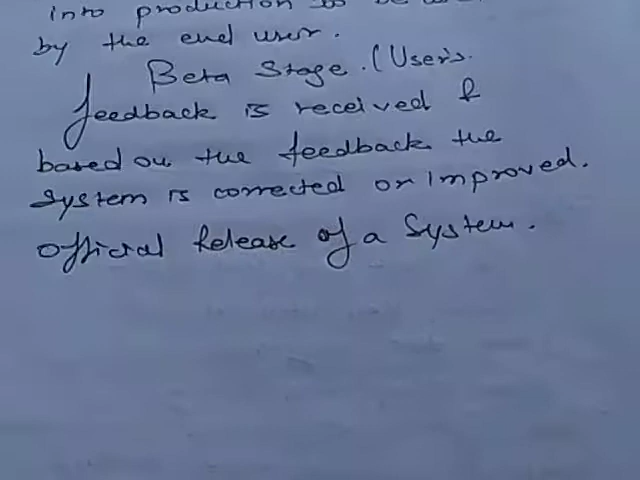 into production to be
by the end user.
Beta Stage. (User's.
feedback is received &
based on the feedback the
System is corrected or improved.
official Release of a System.